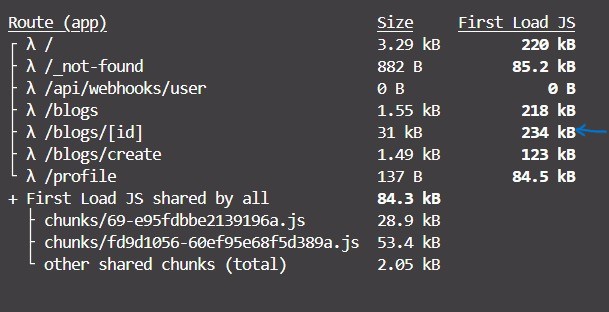 Route (app) Size First Load JS
┌ λ / 3.29 kB 220 kB
├ λ /_not-found 882 B 85.2 kB
├ λ /api/webhooks/user 0 B 0 B
├ λ /blogs 1.55 kB 218 kB
├ λ /blogs/[id] 31 kB 234 kB
├ λ /blogs/create 1.49 kB 123 kB
└ λ /profile 137 B 84.5 kB
+ First Load JS shared by all 84.3 kB
├ chunks/69-e95fdbbe2139196a.js 28.9 kB
├ chunks/fd9d1056-60ef95e68f5d389a.js 53.4 kB
└ other shared chunks (total) 2.05 kB